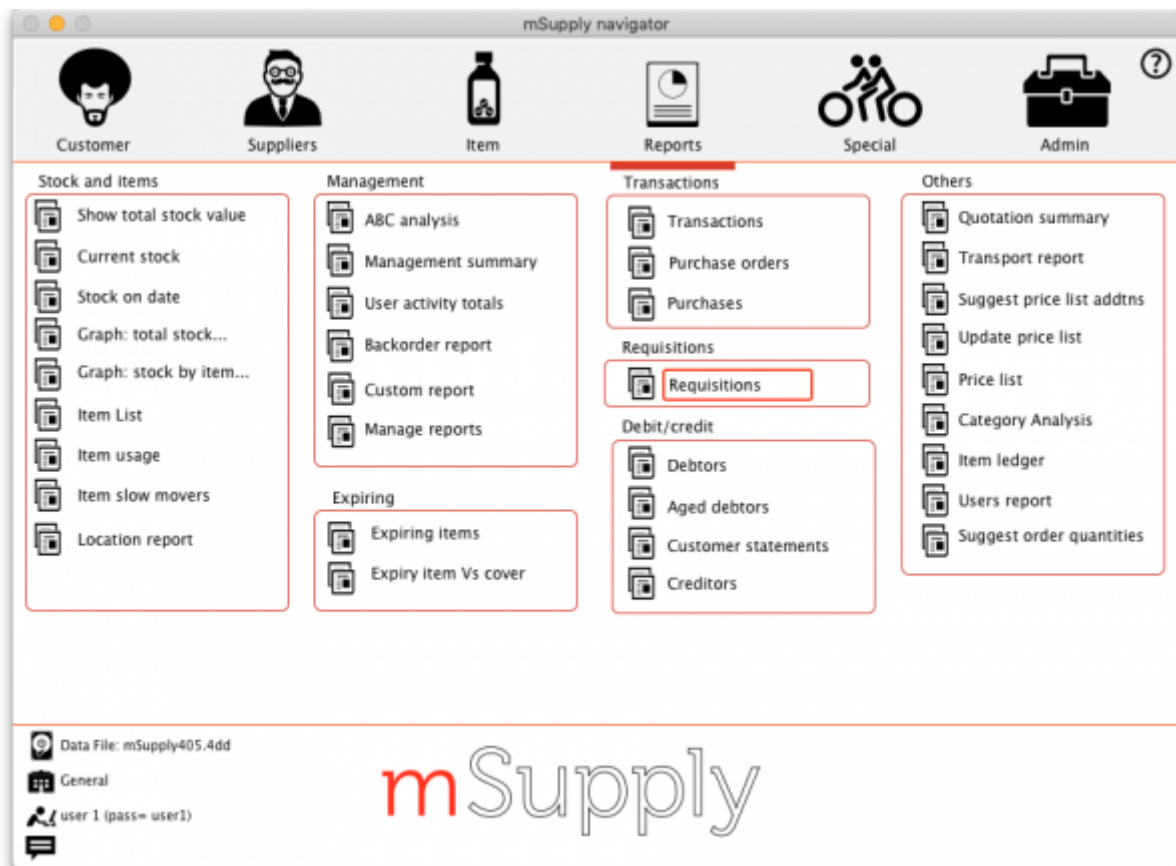 mSupply navigator
Customer
Suppliers
Item
Reports
Special
Admin
?
Stock and items
Show total stock value
Current stock
Stock on date
Graph: total stock...
Graph: stock by item...
Item List
Item usage
Item slow movers
Location report
Management
ABC analysis
Management summary
User activity totals
Backorder report
Custom report
Manage reports
Expiring
Expiring items
Expiry item Vs cover
Transactions
Transactions
Purchase orders
Purchases
Requisitions
Requisitions
Debit/credit
Debtors
Aged debtors
Customer statements
Creditors
Others
Quotation summary
Transport report
Suggest price list addtns
Update price list
Price list
Category Analysis
Item ledger
Users report
Suggest order quantities
Data File: mSupply405.4dd
General
user 1 (pass= user1)
mSupply